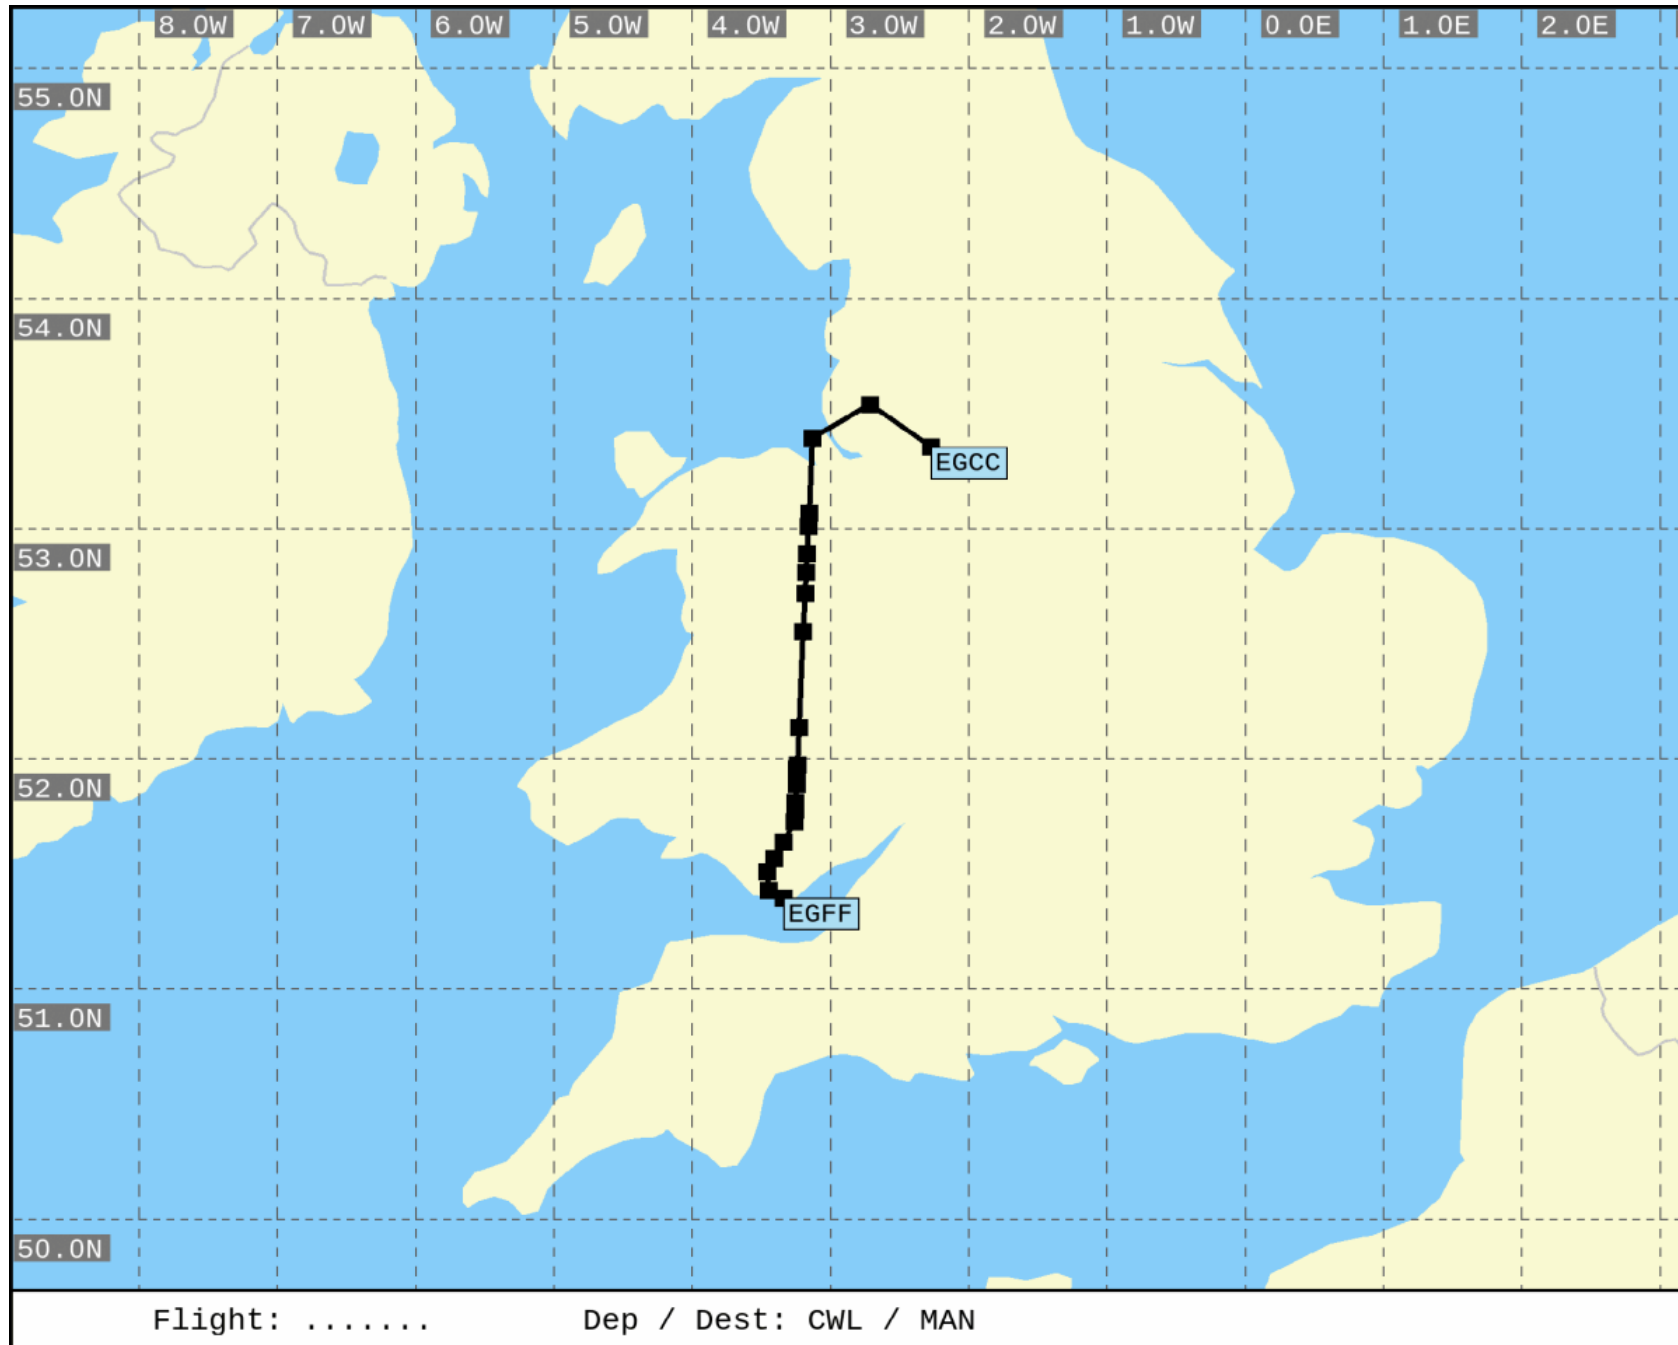 8.0W 7.0W 6.0W 5.0W 4.0W 3.0W 2.0W 1.0W 0.0E 1.0E 2.0E
55.0N
54.0N
EGCC
53.0N
52.0N
EGFF
51.0N
50.0N
Flight: ....... Dep / Dest: CWL / MAN